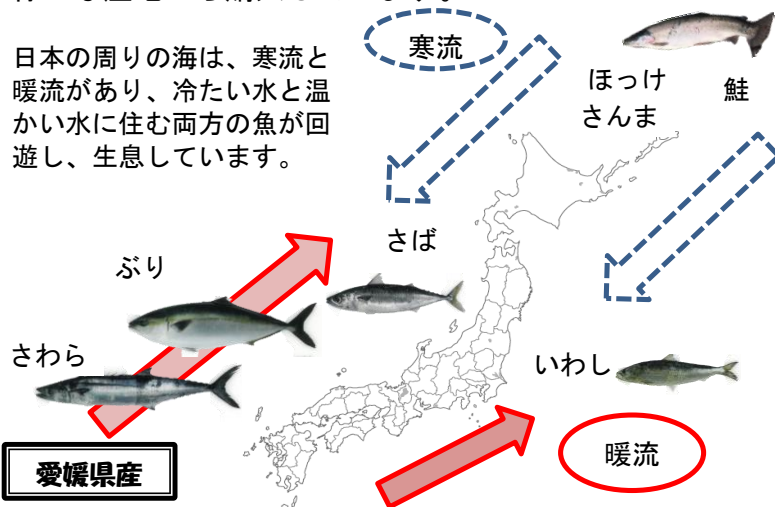 日本の周りの海は、寒流と
暖流があり、冷たい水と温
かい水に住む両方の魚が回
遊し、生息しています。
寒流
ほっけ
さんま
鮭
さば
ぶり
さわら
いわし
愛媛県産
暖流